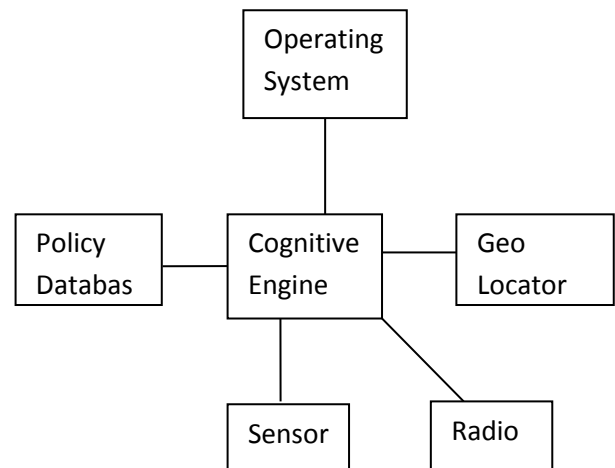 Operating
System
Policy
Databas
Cognitive
Engine
Geo
Locator
Sensor
Radio